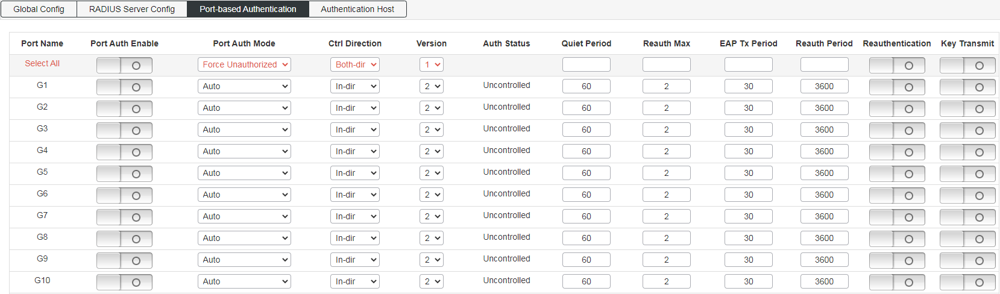 Global Config RADIUS Server Config Port-based Authentication Authentication Host
Port Name Port Auth Enable Port Auth Mode Ctrl Direction Version Auth Status Quiet Period Reauth Max EAP Tx Period Reauth Period Reauthentication Key Transmit
Select All Force Unauthorized Both-dir 1
G1 Auto In-dir 2 Uncontrolled 60 2 30 3600
G2 Auto In-dir 2 Uncontrolled 60 2 30 3600
G3 Auto In-dir 2 Uncontrolled 60 2 30 3600
G4 Auto In-dir 2 Uncontrolled 60 2 30 3600
G5 Auto In-dir 2 Uncontrolled 60 2 30 3600
G6 Auto In-dir 2 Uncontrolled 60 2 30 3600
G7 Auto In-dir 2 Uncontrolled 60 2 30 3600
G8 Auto In-dir 2 Uncontrolled 60 2 30 3600
G9 Auto In-dir 2 Uncontrolled 60 2 30 3600
G10 Auto In-dir 2 Uncontrolled 60 2 30 3600